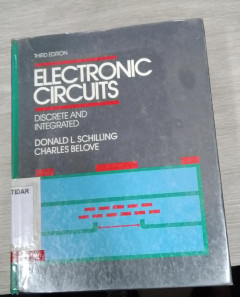 THIRD EDITION
ELECTRONIC
CIRCUITS
DISCRETE AND
INTEGRATED
DONALD L. SCHILLING
CHARLES BELOVE
TIDAR